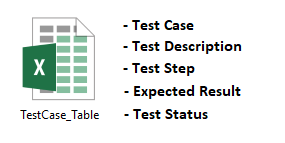 - Test Case
- Test Description
- Test Step
- Expected Result
- Test Status
X
TestCase_Table